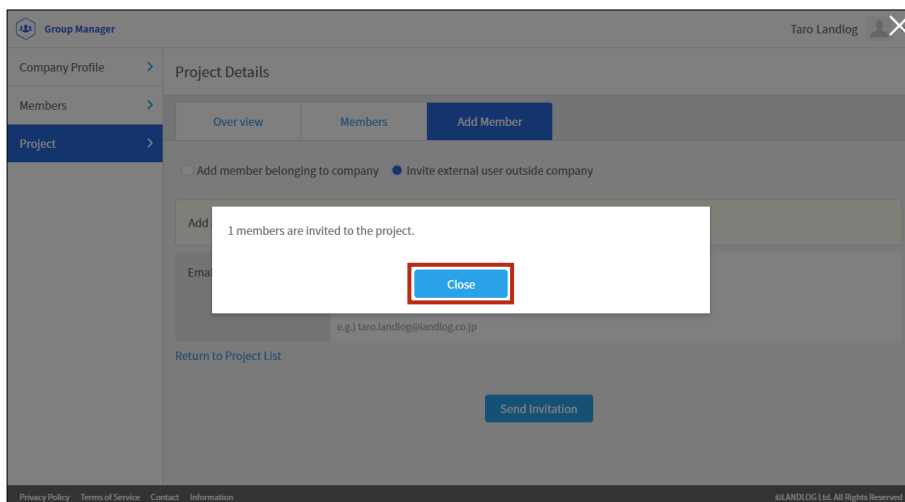 Group Manager
Taro Landlog
Company Profile
Project Details
Members
Over view
Members
Add Member
Project
Add member belonging to company
Invite external user outside company
Add
1 members are invited to the project.
Emai
Close
e.g.) taro.landlog@landlog.co.jp
Return to Project List
Send Invitation
Privacy Policy Terms of Service Contact Information
©LANDLOG Ltd. All Rights Reserved